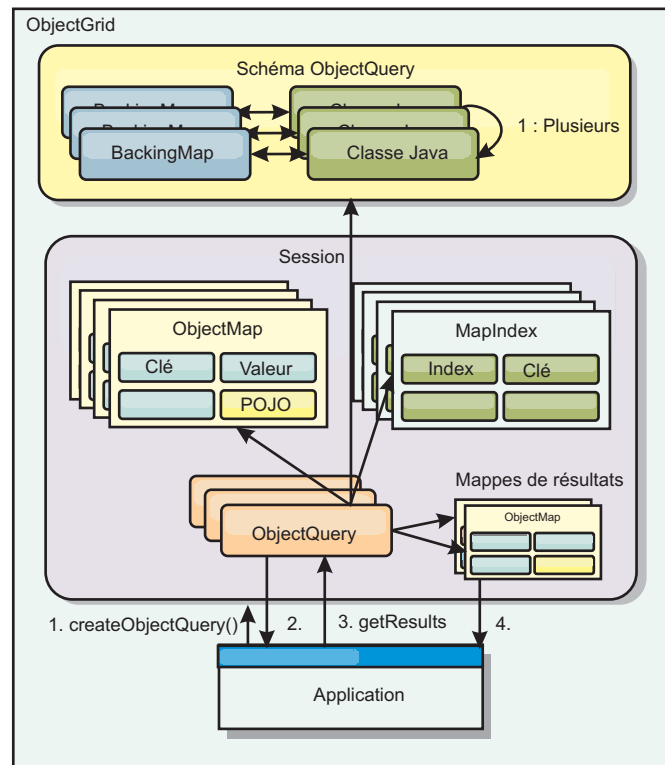 ObjectGrid
Schéma ObjectQuery
BackingMap
Classe Java
1 : Plusieurs
Session
ObjectMap
Clé
Valeur
POJO
MapIndex
Index
Clé
Mappes de résultats
ObjectMap
ObjectQuery
1. createObjectQuery()
2.
3. getResults
4.
Application